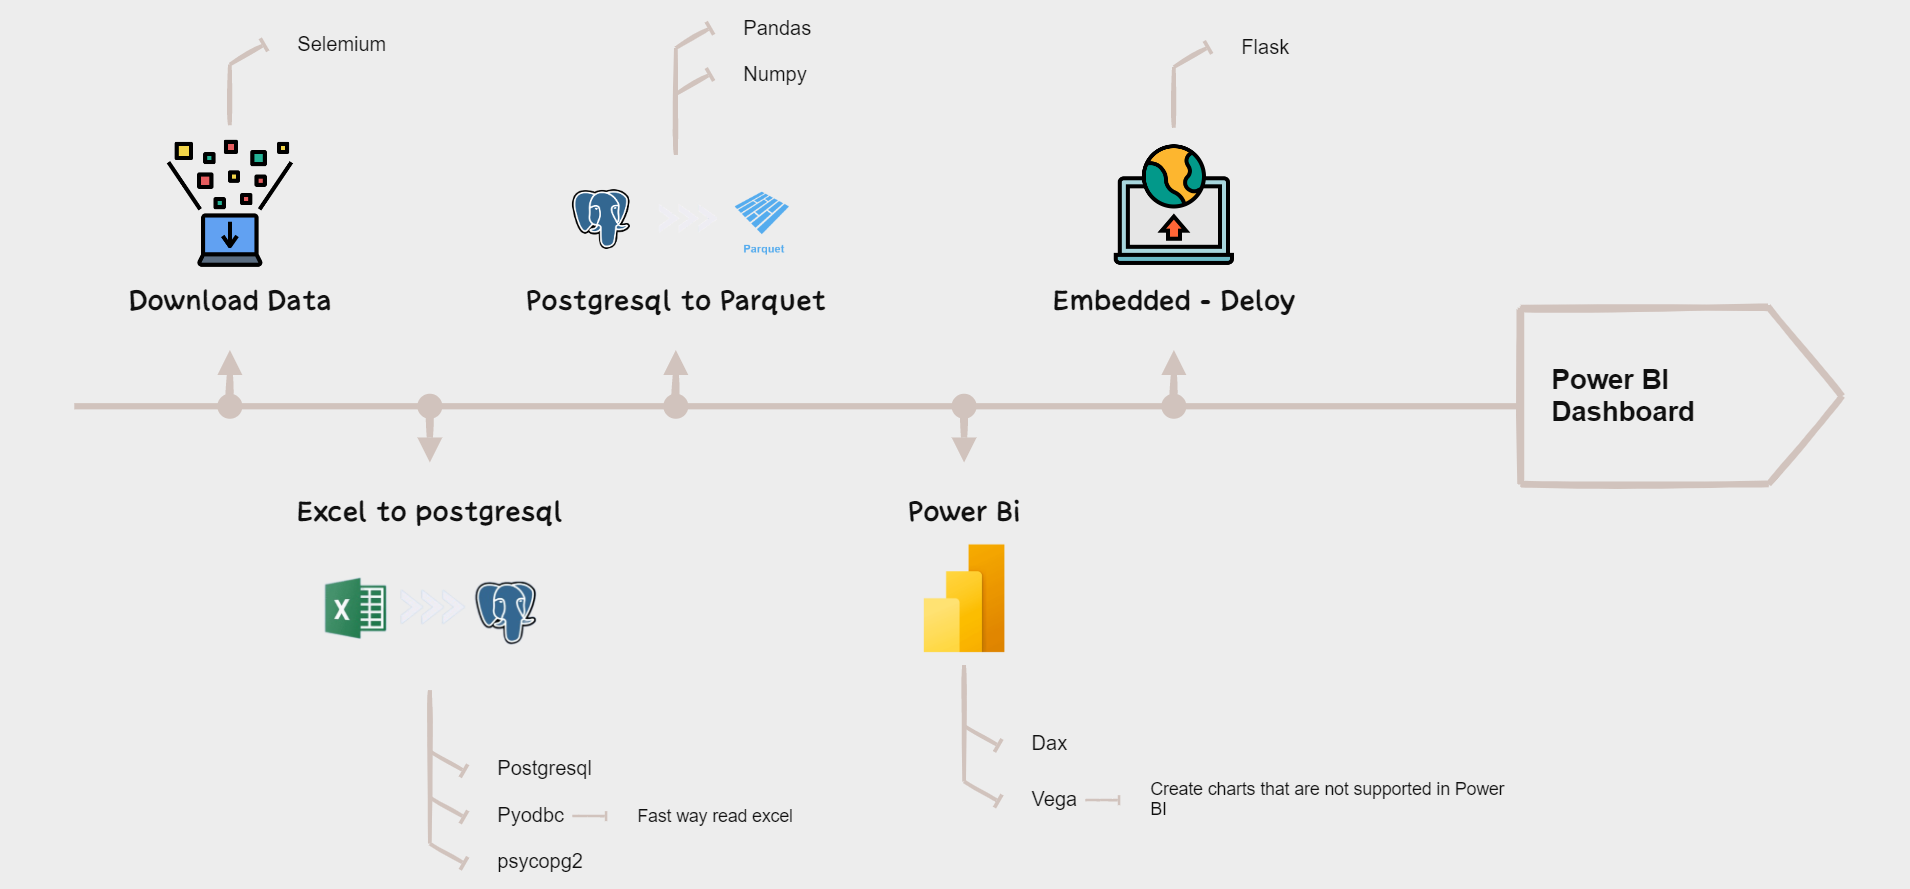 Selemium
Pandas
Numpy
Flask
Parquet
Download Data
Postgresql to Parquet
Embedded - Deloy
Power BI
Dashboard
Excel to postgresql
Power Bi
X
Postgresql
Pyodbc
Fast way read excel
psycopg2
Dax
Vega
Create charts that are not supported in Power
BI